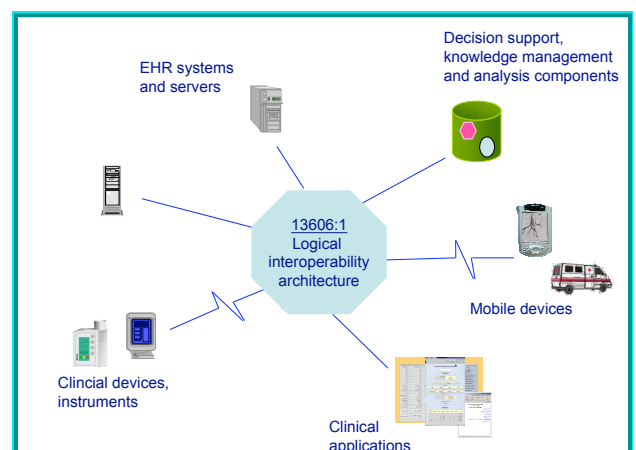 Decision support,
knowledge management
and analysis components
EHR systems
and servers
13606:1
Logical
interoperability
architecture
Mobile devices
Clincial devices,
instruments
Clinical
applications